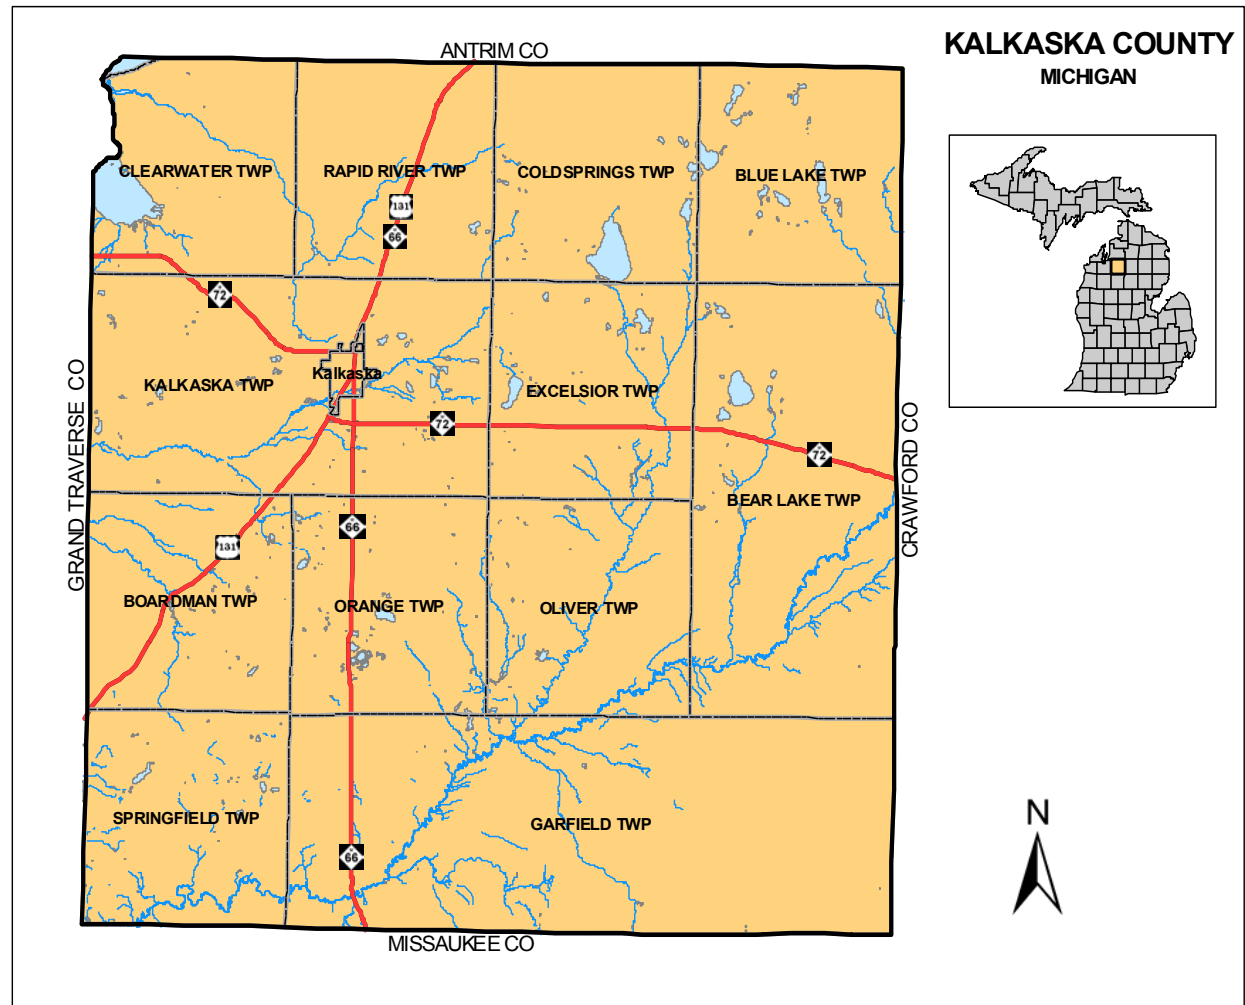 ANTRIM CO
KALKASKA COUNTY
MICHIGAN
CLEARWATER TWP
RAPID RIVER TWP
COLDSPRINGS TWP
BLUE LAKE TWP
131
66
72
KALKASKA TWP
Kalkaska
EXCELSIOR TWP
72
72
BEAR LAKE TWP
GRAND TRAVERSE CO
CRAWFORD CO
66
131
BOARDMAN TWP
ORANGE TWP
OLIVER TWP
SPRINGFIELD TWP
GARFIELD TWP
66
N
MISSAUKEE CO